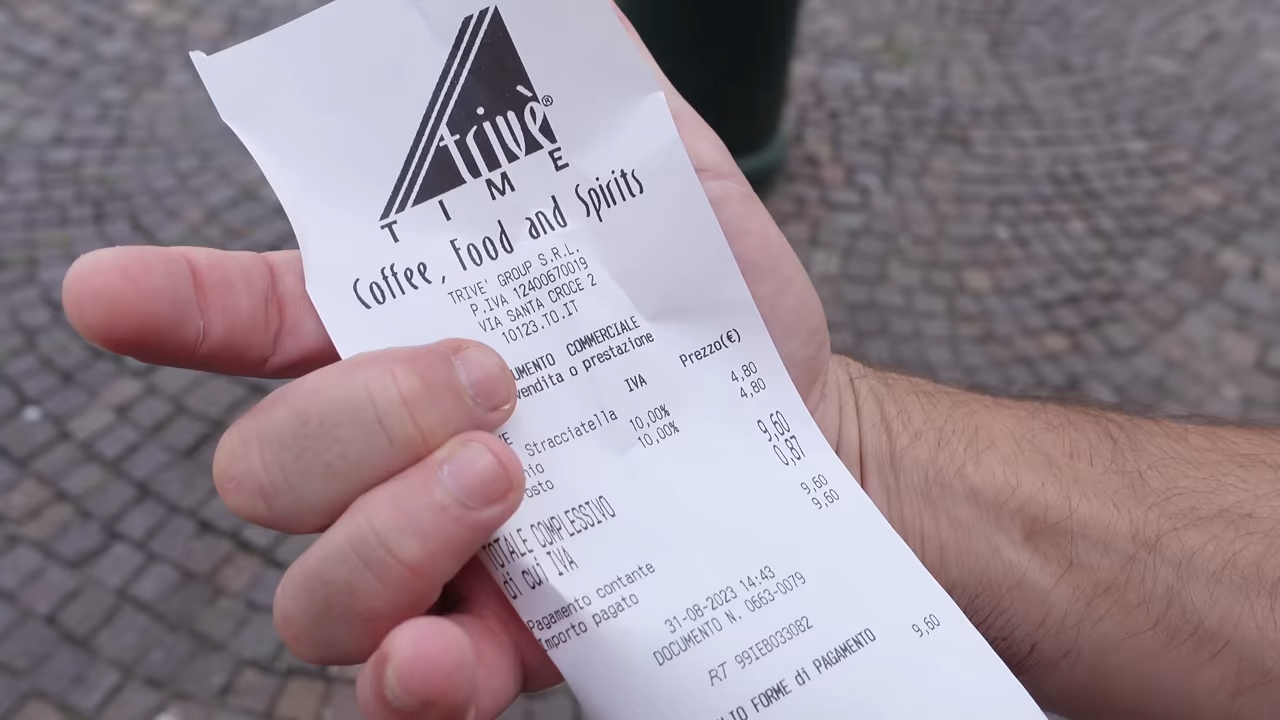 trivè®
TIME
Coffee, Food and Spirits
TRIVE' GROUP S.R.L.
P.IVA 12400670019
VIA SANTA CROCE 2
10123.TO.IT
UMENTO COMMERCIALE
vendita o prestazione
IVA Prezzo(€)
Stracciatella 10,00% 4,80
10,00% 4,80
TOTALE COMPLESSIVO 9,60
di cui IVA 0,87
Pagamento contante 9,60
Importo pagato 9,60
31-08-2023 14:43
DOCUMENTO N. 0663-0079
RT 99IEB033082
FORME di PAGAMENTO
9,60